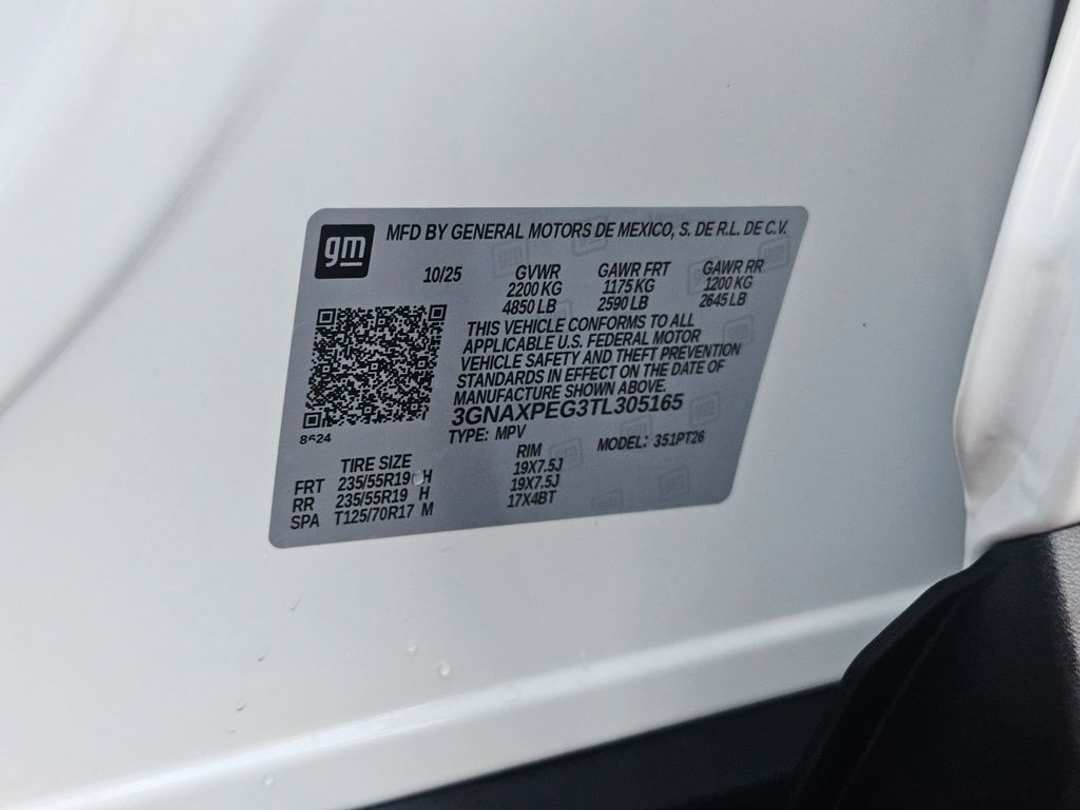 gm
MFD BY GENERAL MOTORS DE MEXICO, S. DE R.L. DE C.V.
10/25 GVWR GAWR FRT GAWR RR
2200 KG 1175 KG 1200 KG
4850 LB 2590 LB 2645 LB
THIS VEHICLE CONFORMS TO ALL
APPLICABLE U.S. FEDERAL MOTOR
VEHICLE SAFETY AND THEFT PREVENTION
STANDARDS IN EFFECT ON THE DATE OF
MANUFACTURE SHOWN ABOVE.
3GNAXPEG3TL305165
8624
TYPE: MPV MODEL: 351PT26
TIRE SIZE RIM
FRT 235/55R19 H 19X7.5J
RR 235/55R19 H 19X7.5J
SPA T125/70R17 M 17X4BT